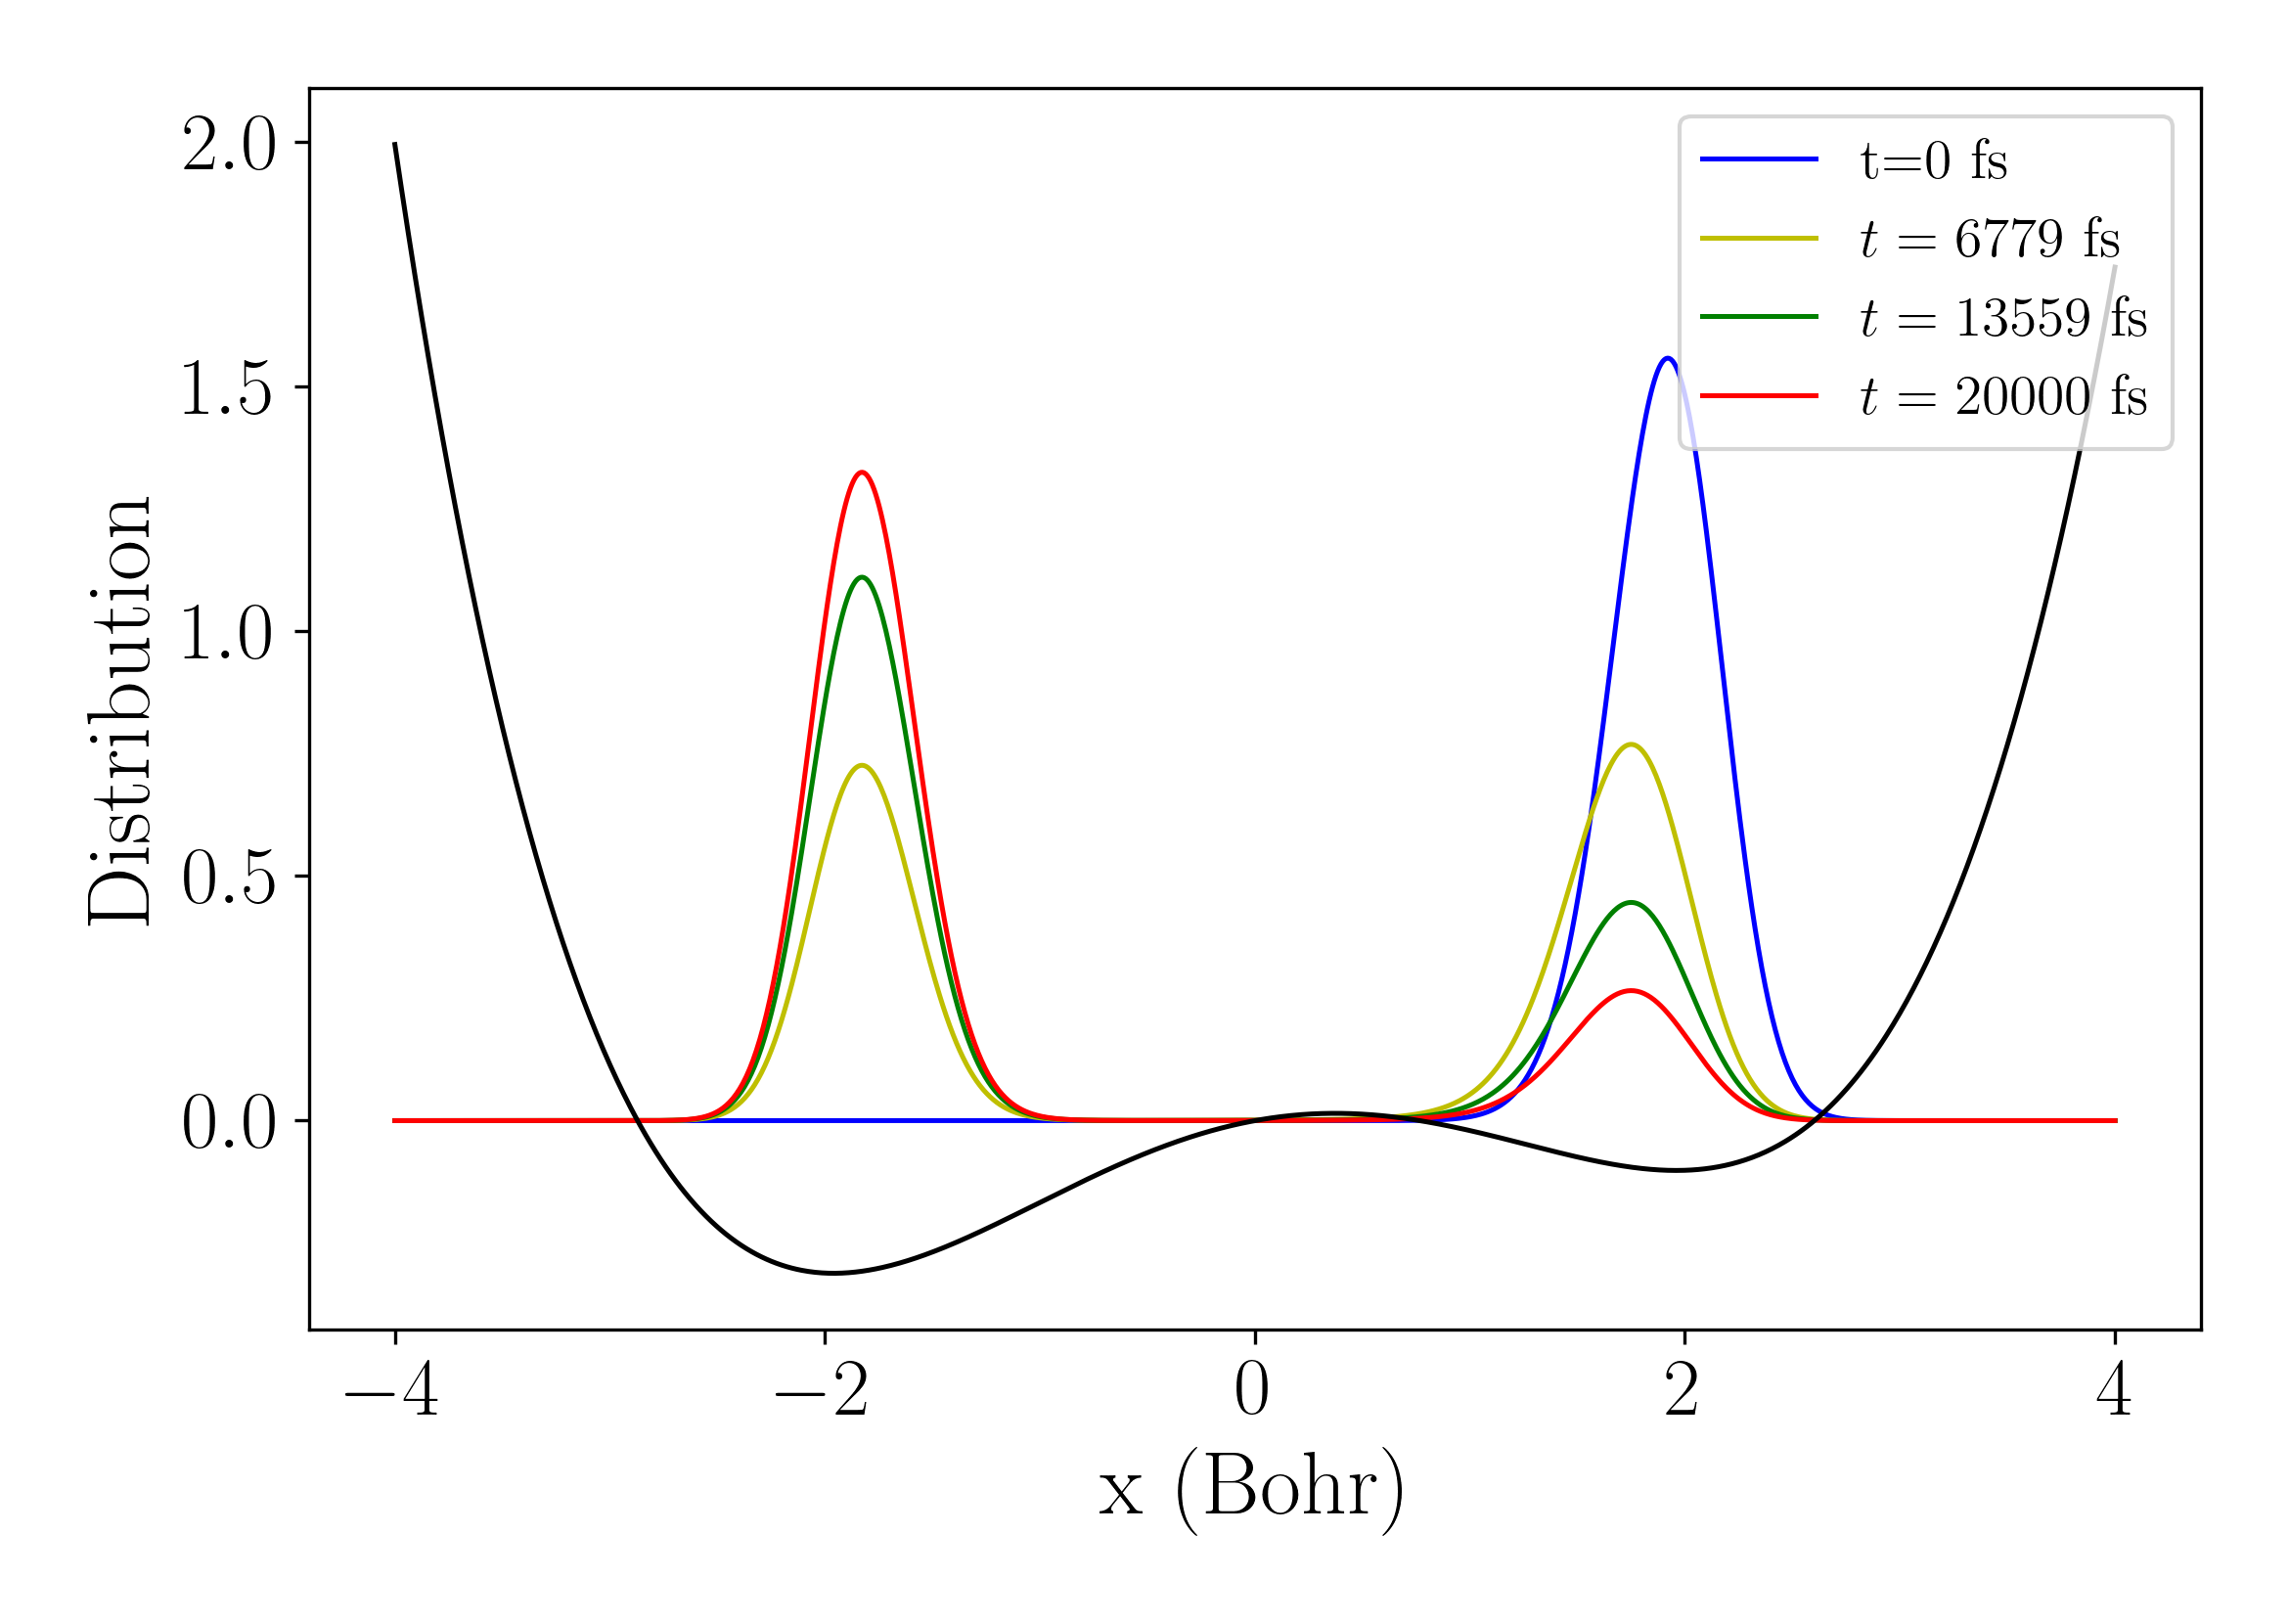 2.0
1.5
1.0
0.5
0.0
Distribution
−4
−2
0
2
4
x (Bohr)
t=0 fs
t = 6779 fs
t = 13559 fs
t = 20000 fs